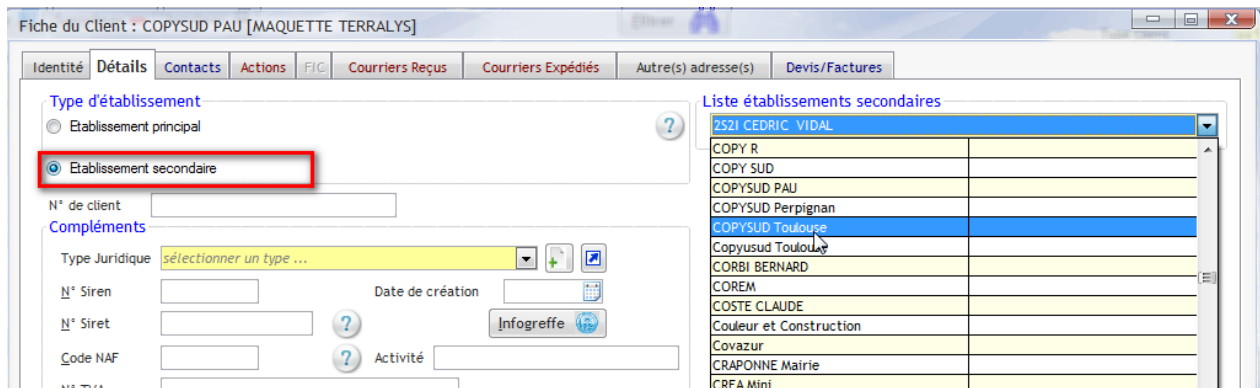 Fiche du Client : COPYSUD PAU [MAQUETTE TERRALYS]
Identité Détails Contacts Actions FIC Courriers Reçus Courriers Expédiés Autre(s) adresse(s) Devis/Factures
Type d'établissement
Etablissement principal
?
Etablissement secondaire
N° de client
Compléments
Type Juridique sélectionner un type ...
N° Siren
Date de création
N° Siret
?
Infogreffe
Code NAF
?
Activité
N° TVA
Liste établissements secondaires
2S2I CEDRIC VIDAL
COPY R
COPY SUD
COPYSUD PAU
COPYSUD Perpignan
COPYSUD Toulouse
Copyusud Toulouse
CORBI BERNARD
COREM
COSTE CLAUDE
Couleur et Construction
Covazur
CRAPONNE Mairie
CREA Mini